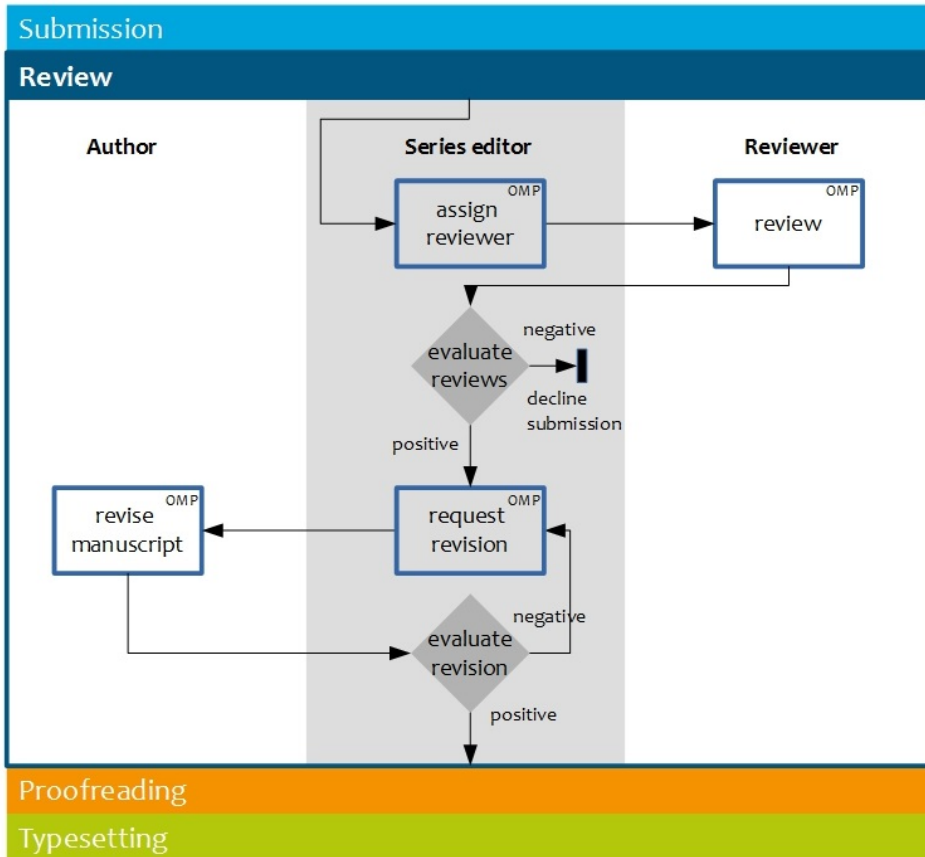 Submission
Review
Author
Series editor
Reviewer
OMP
assign
reviewer
OMP
review
evaluate
reviews
negative
decline
submission
positive
OMP
revise
manuscript
OMP
request
revision
evaluate
revision
negative
positive
Proofreading
Typesetting